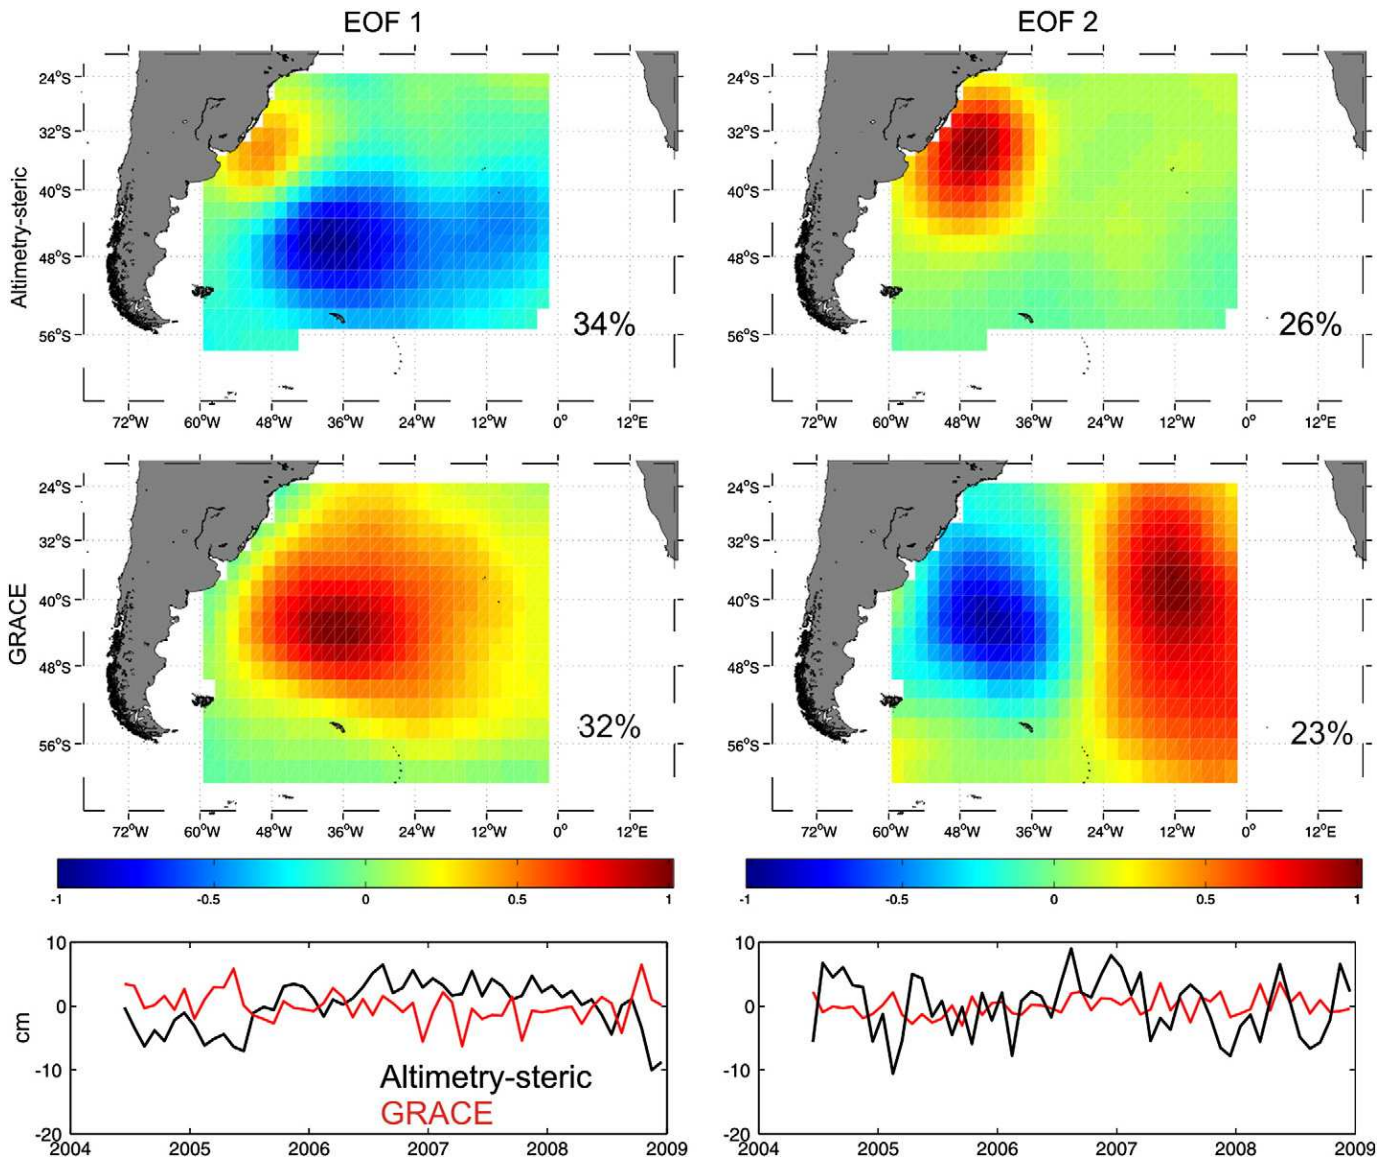 EOF 1 EOF 2
24°S 24°S
32°S 32°S
40°S 40°S
48°S 48°S
56°S 56°S
Altimetry-steric
34% 26%
72°W 60°W 48°W 36°W 24°W 12°W 0° 12°E 72°W 60°W 48°W 36°W 24°W 12°W 0° 12°E
24°S 24°S
32°S 32°S
40°S 40°S
48°S 48°S
56°S 56°S
GRACE
32% 23%
72°W 60°W 48°W 36°W 24°W 12°W 0° 12°E 72°W 60°W 48°W 36°W 24°W 12°W 0° 12°E
-1 -0.5 0 0.5 1 -1 -0.5 0 0.5 1
10 10
0 0
-10 -10
-20 -20
cm
Altimetry-steric
GRACE
2004 2005 2006 2007 2008 2009 2004 2005 2006 2007 2008 2009